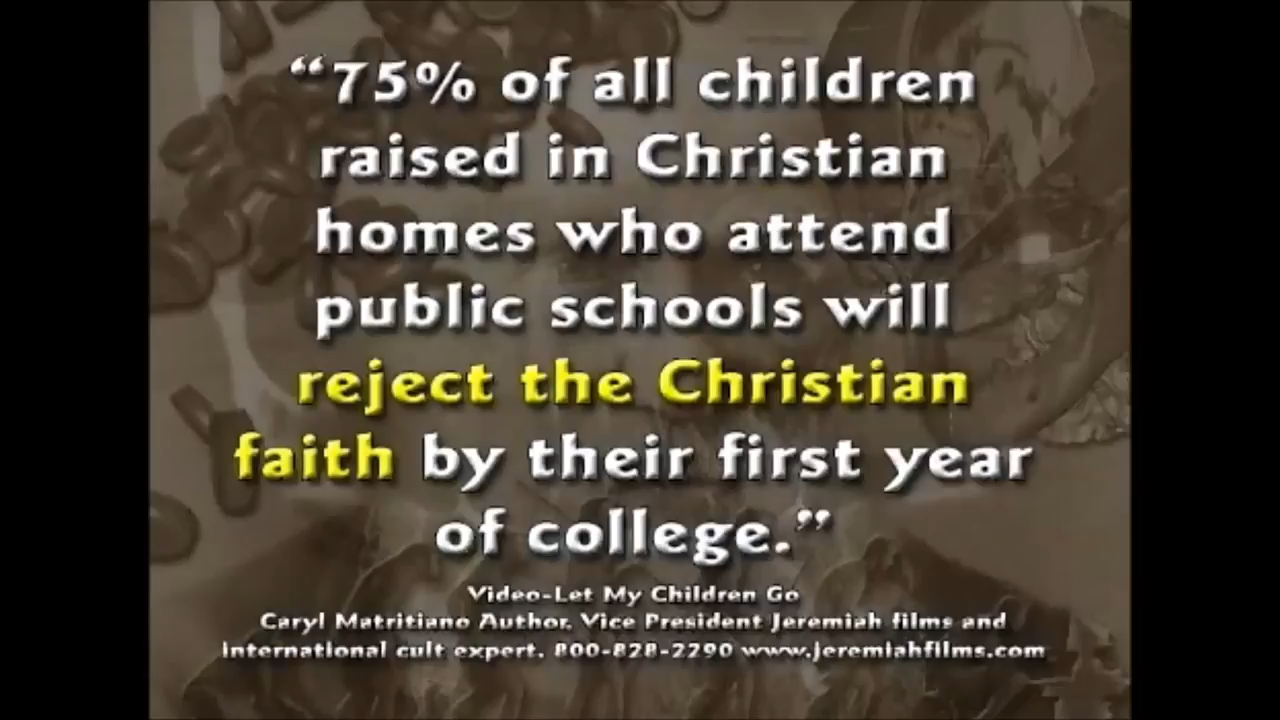 “75% of all children
raised in Christian
homes who attend
public schools will
reject the Christian
faith by their first year
of college.”
Video-Let My Children Go
Caryl Matritiano Author, Vice President Jeremiah films and
international cult expert. 800-828-2290 www.jeremiahfilms.com